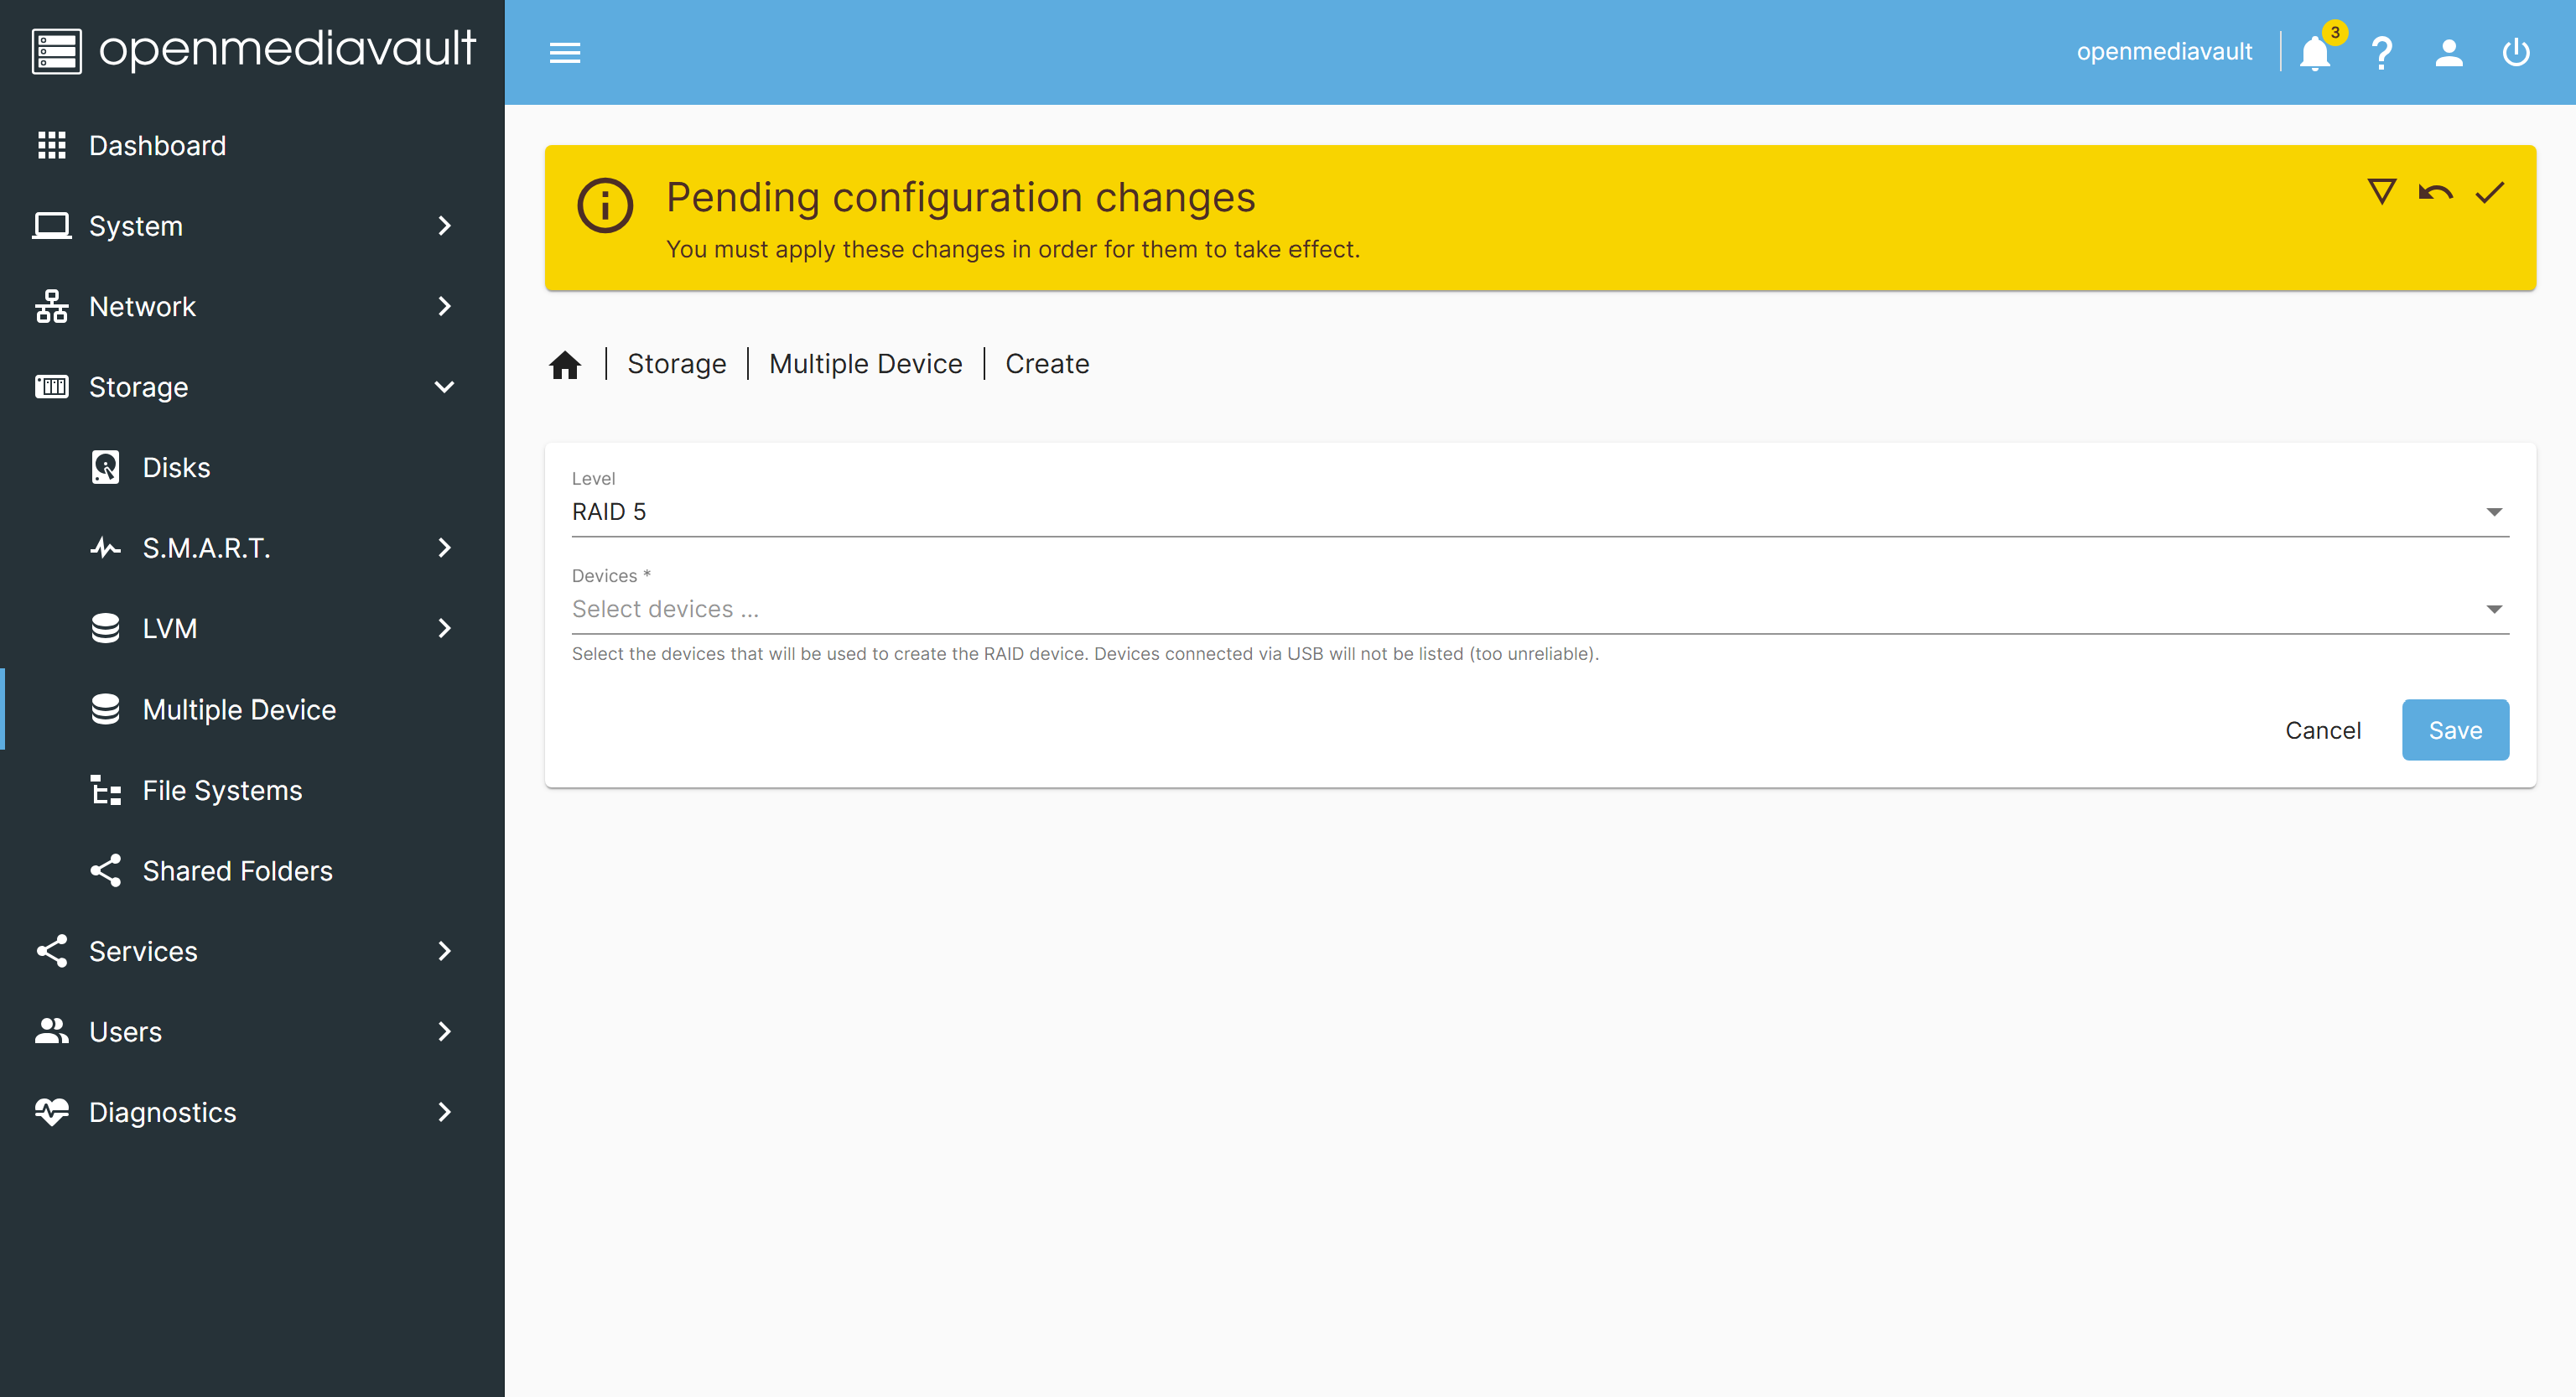 openmediavault
openmediavault
3
Dashboard
System
Network
Storage
Disks
S.M.A.R.T.
LVM
Multiple Device
File Systems
Shared Folders
Services
Users
Diagnostics
Pending configuration changes
You must apply these changes in order for them to take effect.
Storage | Multiple Device | Create
Level
RAID 5
Devices *
Select devices ...
Select the devices that will be used to create the RAID device. Devices connected via USB will not be listed (too unreliable).
Cancel
Save